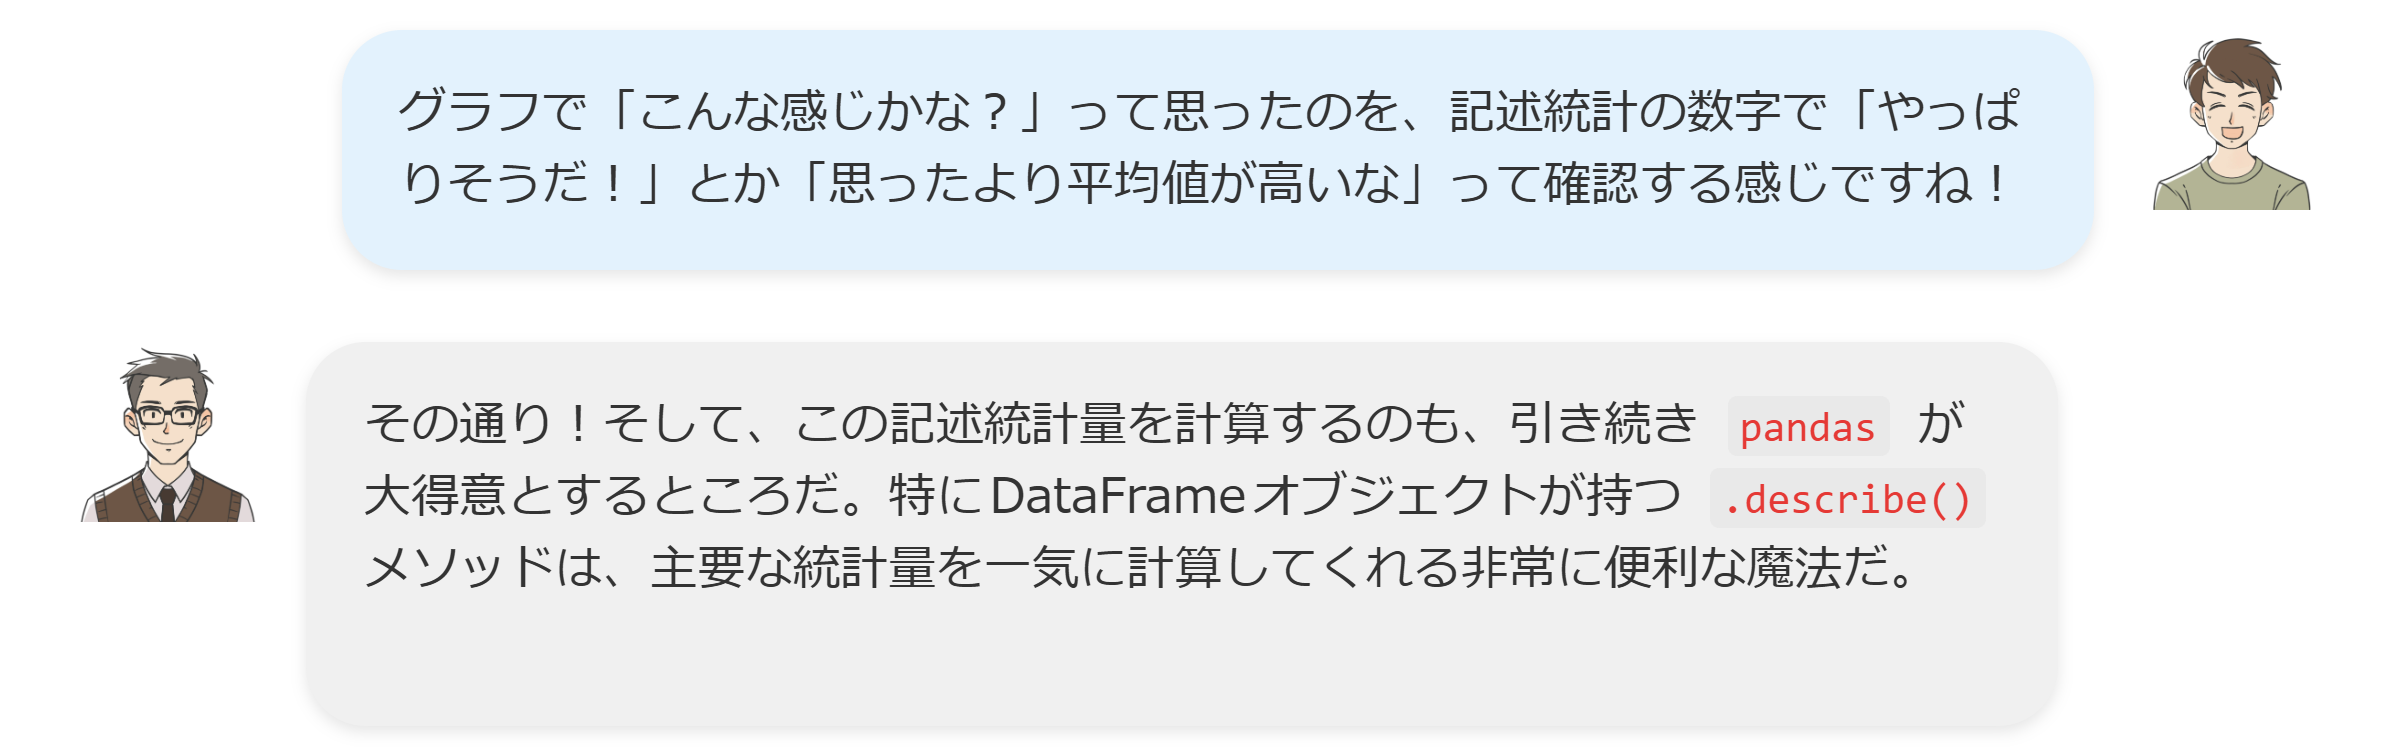 グラフで「こんな感じかな？」って思ったのを、記述統計の数字で「やっぱ
りそうだ！」とか「思ったより平均値が高いな」って確認する感じですね！
その通り！そして、この記述統計量を計算するのも、引き続き pandas が
大得意とするところだ。特にDataFrameオブジェクトが持つ .describe()
メソッドは、主要な統計量を一気に計算してくれる非常に便利な魔法だ。